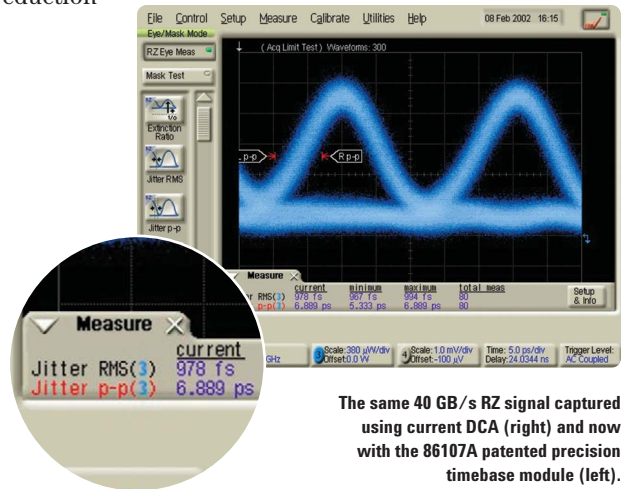 eduction
File Control Setup Measure Calibrate Utilities Help 08 Feb 2002 16:15
Eye/Mask Mode
RZ Eye Meas
( Acq Limit Test ) Waveforms: 300
Mask Test
Extinction
Ratio
Jitter RMS
Jitter p-p
p-p
R p-p
Measure
current minimum maximum total meas
RMS(3) 978 fs 967 fs 994 fs 80
p-p(3) 6.889 ps 5.333 ps 6.889 ps 80
Setup
& Info
GHz
3 Scale: 380 µW/div
Offset: 0.0 W
4 Scale: 1.0 mV/div
Offset: -100 µV
Time: 5.0 ps/div
Delay: 24.0344 ns
Trigger Level:
AC Coupled
Measure
current
Jitter RMS(3) 978 fs
Jitter p-p(3) 6.889 ps
The same 40 GB/s RZ signal captured
using current DCA (right) and now
with the 86107A patented precision
timebase module (left).